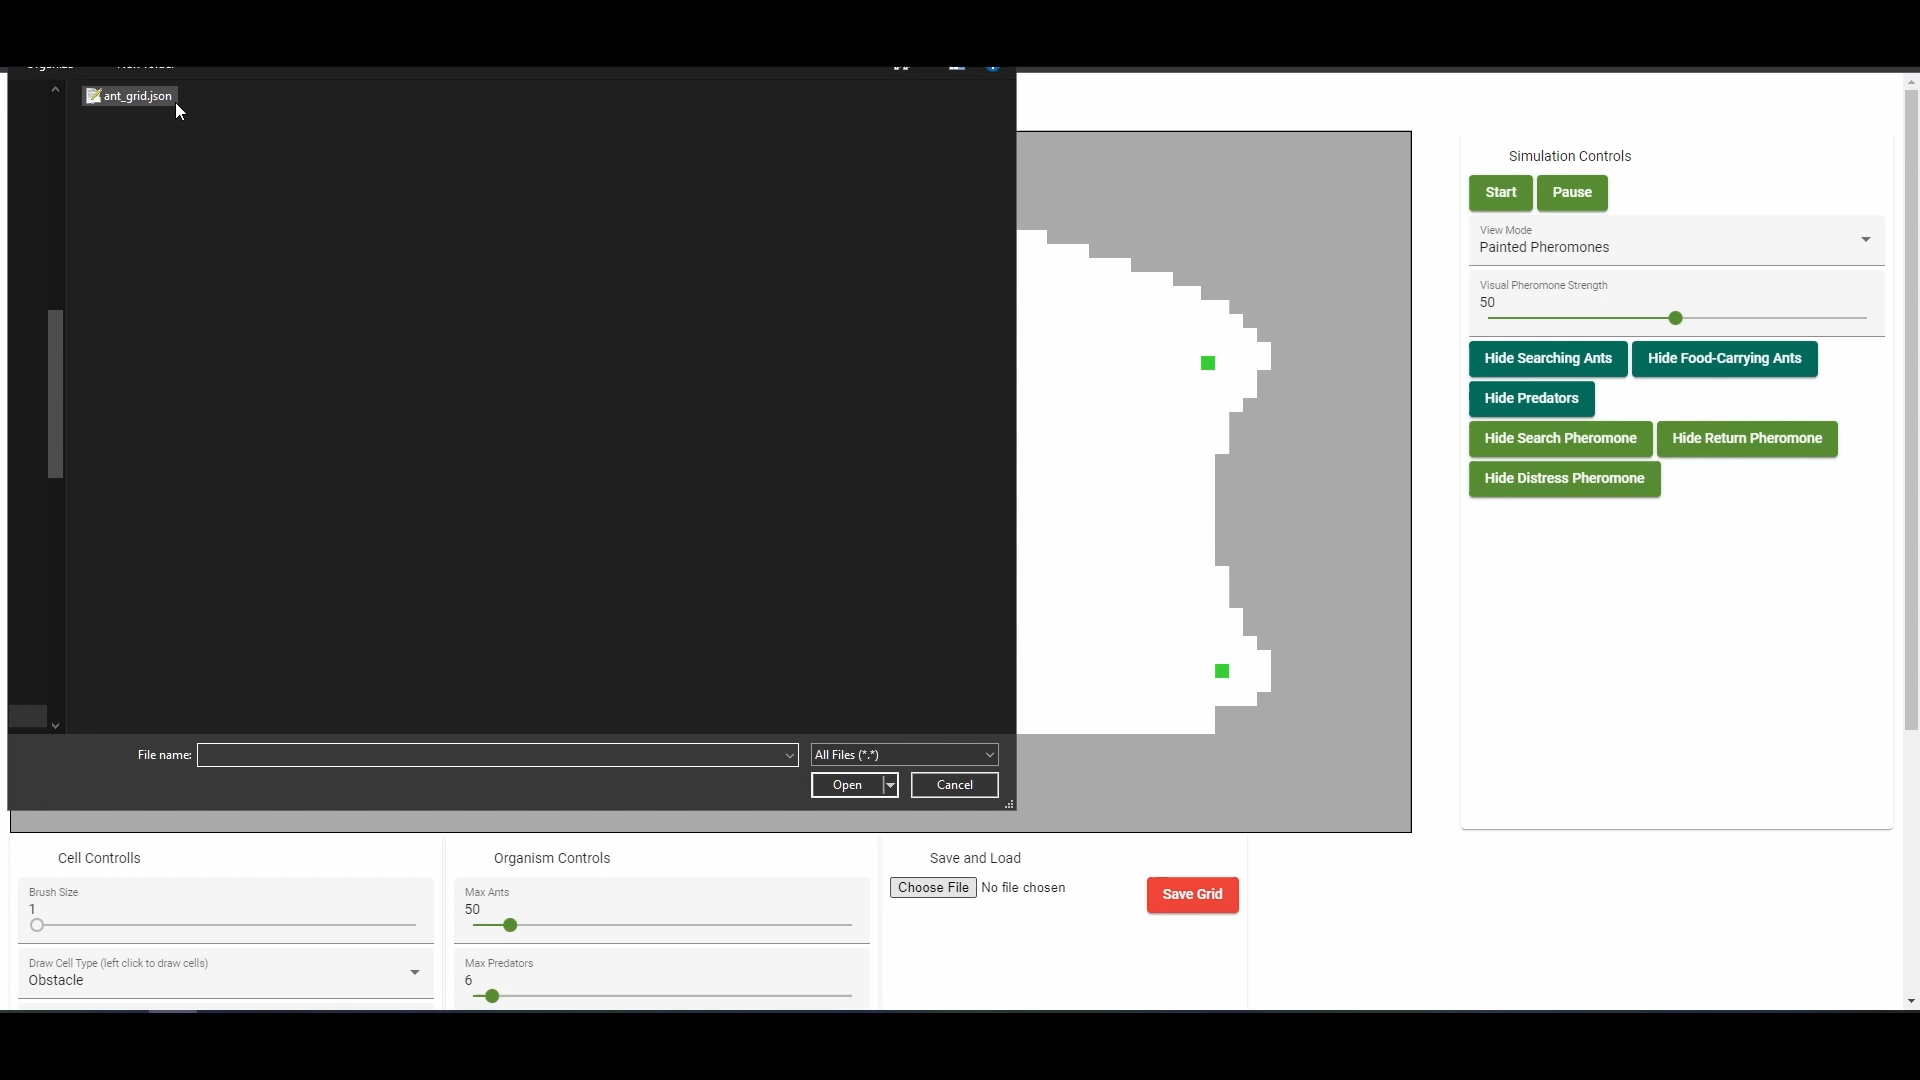 ant_grid.json
File name:
All Files (*.*)
Open
Cancel
Simulation Controls
Start
Pause
View Mode
Painted Pheromones
Visual Pheromone Strength
50
Hide Searching Ants
Hide Food-Carrying Ants
Hide Predators
Hide Search Pheromone
Hide Return Pheromone
Hide Distress Pheromone
Cell Controlls
Brush Size
1
Draw Cell Type (left click to draw cells)
Obstacle
Organism Controls
Max Ants
50
Max Predators
6
Save and Load
Choose File No file chosen
Save Grid